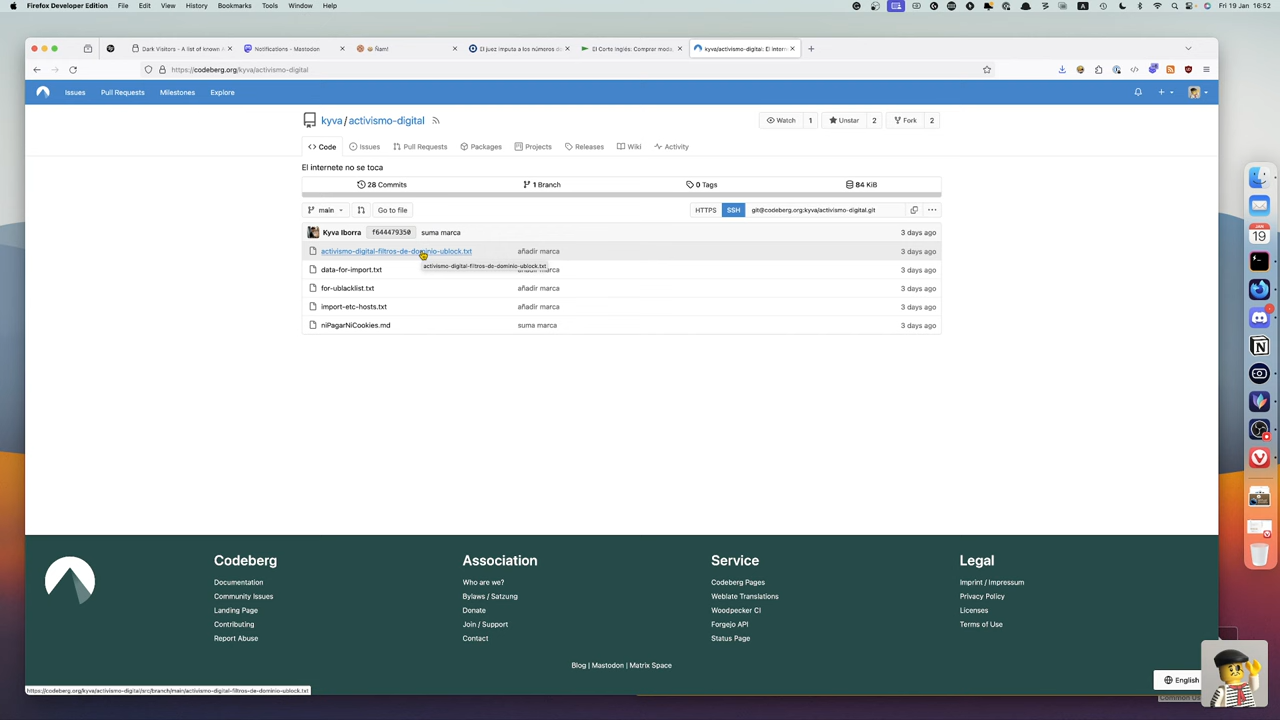 Firefox Developer Edition File Edit View History Bookmarks Tools Window Help
Fri 19 Jan 16:52
Dark Visitors - A list of known
Notifications - Mastodon
Ñam!
El juez imputa a los números do
El Corte Inglés: Comprar moda,
kyva/activismo-digital: El intern
https://codeberg.org/kyva/activismo-digital
Issues Pull Requests Milestones Explore
kyva/activismo-digital
Watch 1 Unstar 2 Fork 2
Code Issues Pull Requests Packages Projects Releases Wiki Activity
El internete no se toca
28 Commits 1 Branch 0 Tags 84 KiB
main Go to file HTTPS SSH git@codeberg.org:kyva/activismo-digital.git
Kyva Iborra f644479350 suma marca 3 days ago
activismo-digital-filtros-de-dominio-ublock.txt añadir marca 3 days ago
activismo-digital-filtros-de-dominio-ublock.txt
data-for-import.txt añadir marca 3 days ago
for-ublacklist.txt añadir marca 3 days ago
import-etc-hosts.txt añadir marca 3 days ago
niPagarNiCookies.md suma marca 3 days ago
Codeberg
Documentation
Community Issues
Landing Page
Contributing
Report Abuse
Association
Who are we?
Bylaws / Satzung
Donate
Join / Support
Contact
Service
Codeberg Pages
Weblate Translations
Woodpecker CI
Forgejo API
Status Page
Legal
Imprint / Impressum
Privacy Policy
Licenses
Terms of Use
Blog | Mastodon | Matrix Space
English
https://codeberg.org/kyva/activismo-digital/src/branch/main/activismo-digital-filtros-de-dominio-ublock.txt
JAN
19